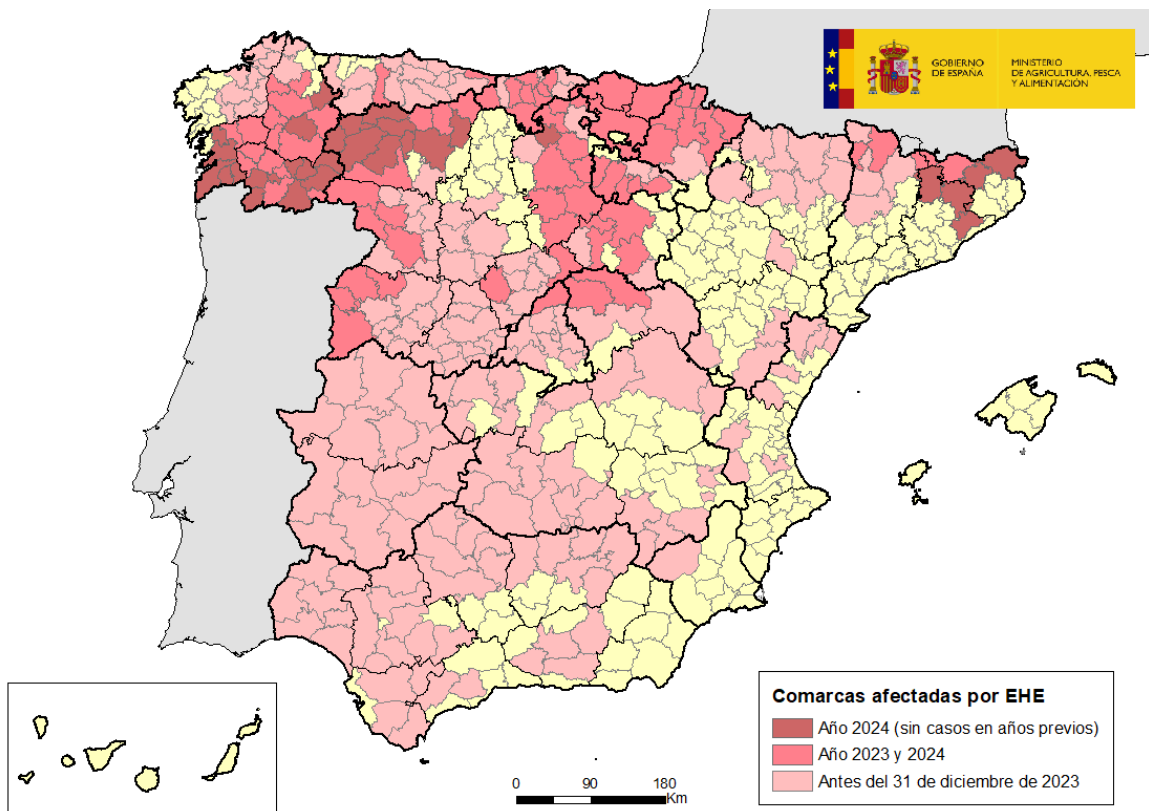 GOBIERNO
DE ESPAÑA
MINISTERIO
DE AGRICULTURA, PESCA
Y ALIMENTACIÓN
Comarcas afectadas por EHE
Año 2024 (sin casos en años previos)
Año 2023 y 2024
Antes del 31 de diciembre de 2023
0 90 180
Km